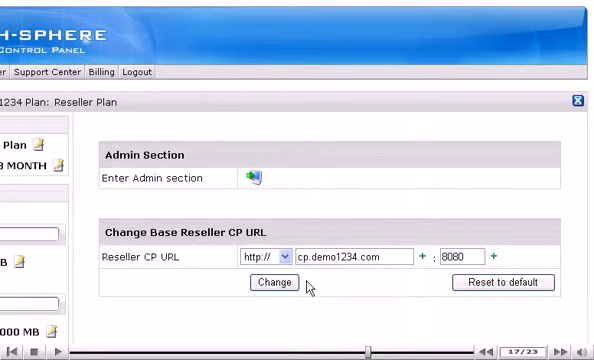 H-SPHERE
CONTROL PANEL
er | Support Center | Billing | Logout
1234 Plan: Reseller Plan
Plan
Admin Section
MONTH
Enter Admin section
Change Base Reseller CP URL
Reseller CP URL http:// cp.demo1234.com + : 8080 +
B
Change Reset to default
000 MB
17/23